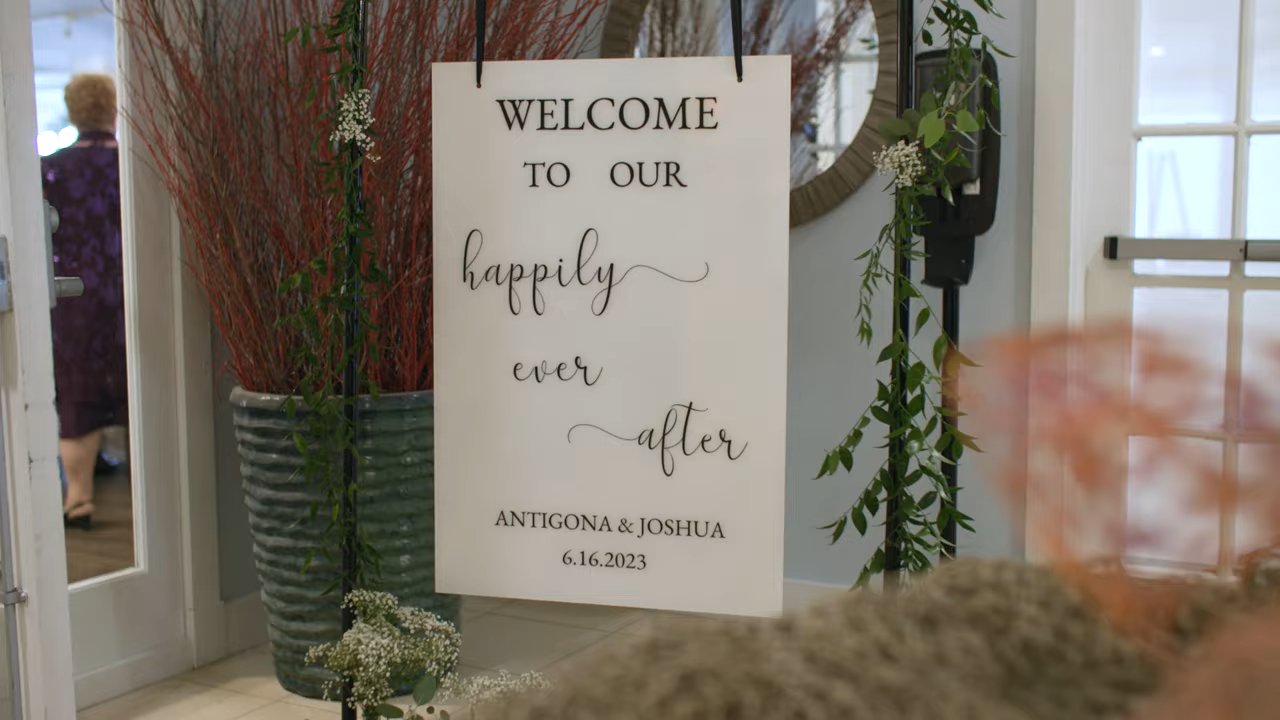 WELCOME
TO OUR
happily
ever
after
ANTIGONA & JOSHUA
6.16.2023